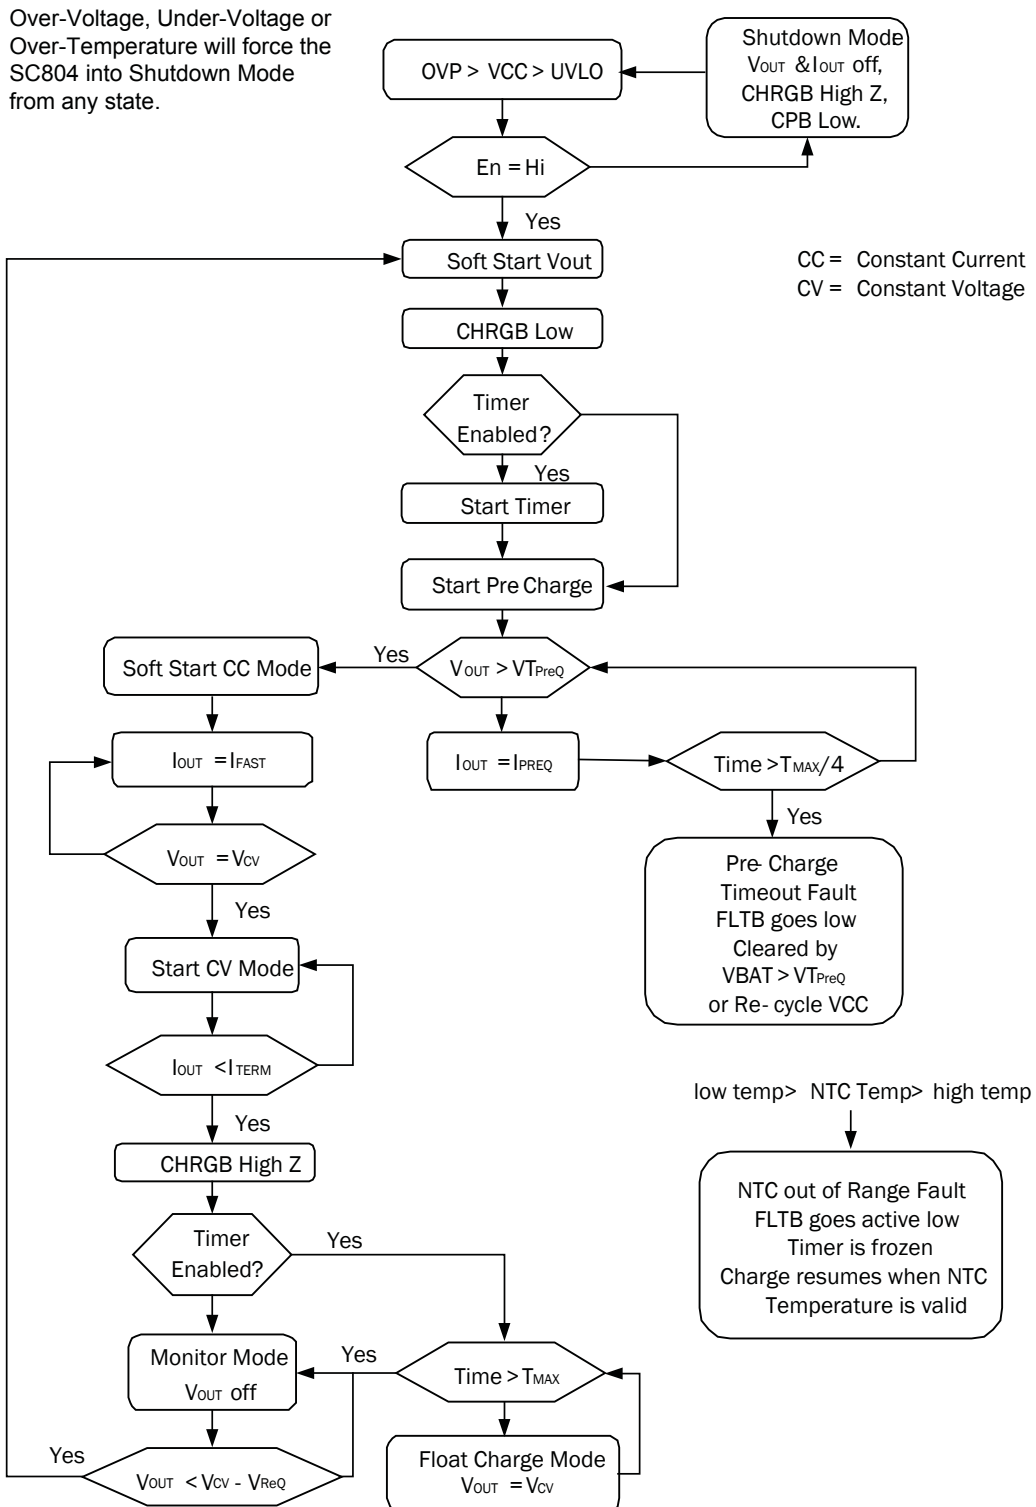 Over-Voltage, Under-Voltage or
Over-Temperature will force the
SC804 into Shutdown Mode
from any state.
OVP > VCC > UVLO
Shutdown Mode.
VOUT & IOUT off,
CHRGB High Z,
CPB Low.
En = Hi
Yes
Soft Start Vout
CC = Constant Current
CV = Constant Voltage
CHRGB Low
Timer
Enabled?
Yes
Start Timer
Start Pre Charge
Soft Start CC Mode
Yes
VOUT > VTPreQ
IOUT = IFAST
IOUT = IPREQ
Time > TMAX/4
Yes
VOUT = VCV
Yes
Pre- Charge
Timeout Fault
FLTB goes low.
Cleared by
VBAT > VTPreQ
or Re- cycle VCC
Start CV Mode
IOUT < ITERM
Yes
low temp> NTC Temp> high temp
CHRGB High Z
NTC out of Range Fault
FLTB goes active low
Timer is frozen
Charge resumes when NTC
Temperature is valid
Timer
Enabled?
Yes
Monitor Mode
VOUT off
Yes
Time > TMAX
Yes
VOUT < VCV - VReQ
Float Charge Mode
VOUT = VCV